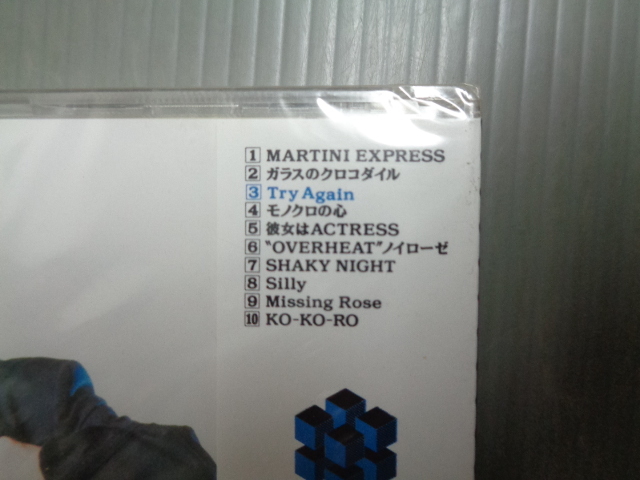 1 MARTINI EXPRESS
2 ガラスのクロコダイル
3 Try Again
4 モノクロの心
5 彼女はACTRESS
6 "OVERHEAT"ノイローゼ
7 SHAKY NIGHT
8 Silly
9 Missing Rose
10 KO-KO-RO